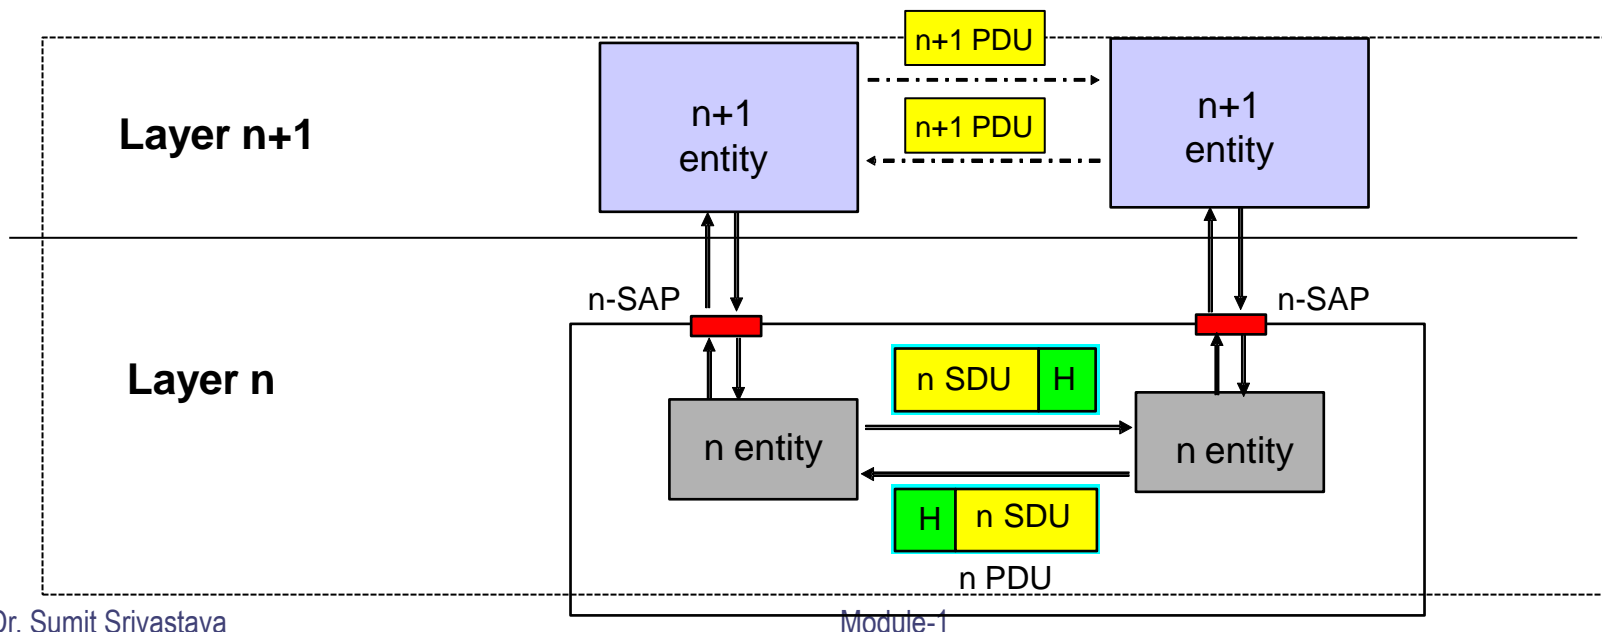 n+1 PDU
n+1
entity
n+1
entity
Layer n+1
n+1 PDU
n-SAP
n-SAP
Layer n
n SDU H
n entity
n entity
H n SDU
n PDU
Dr. Sumit Srivastava
Module-1